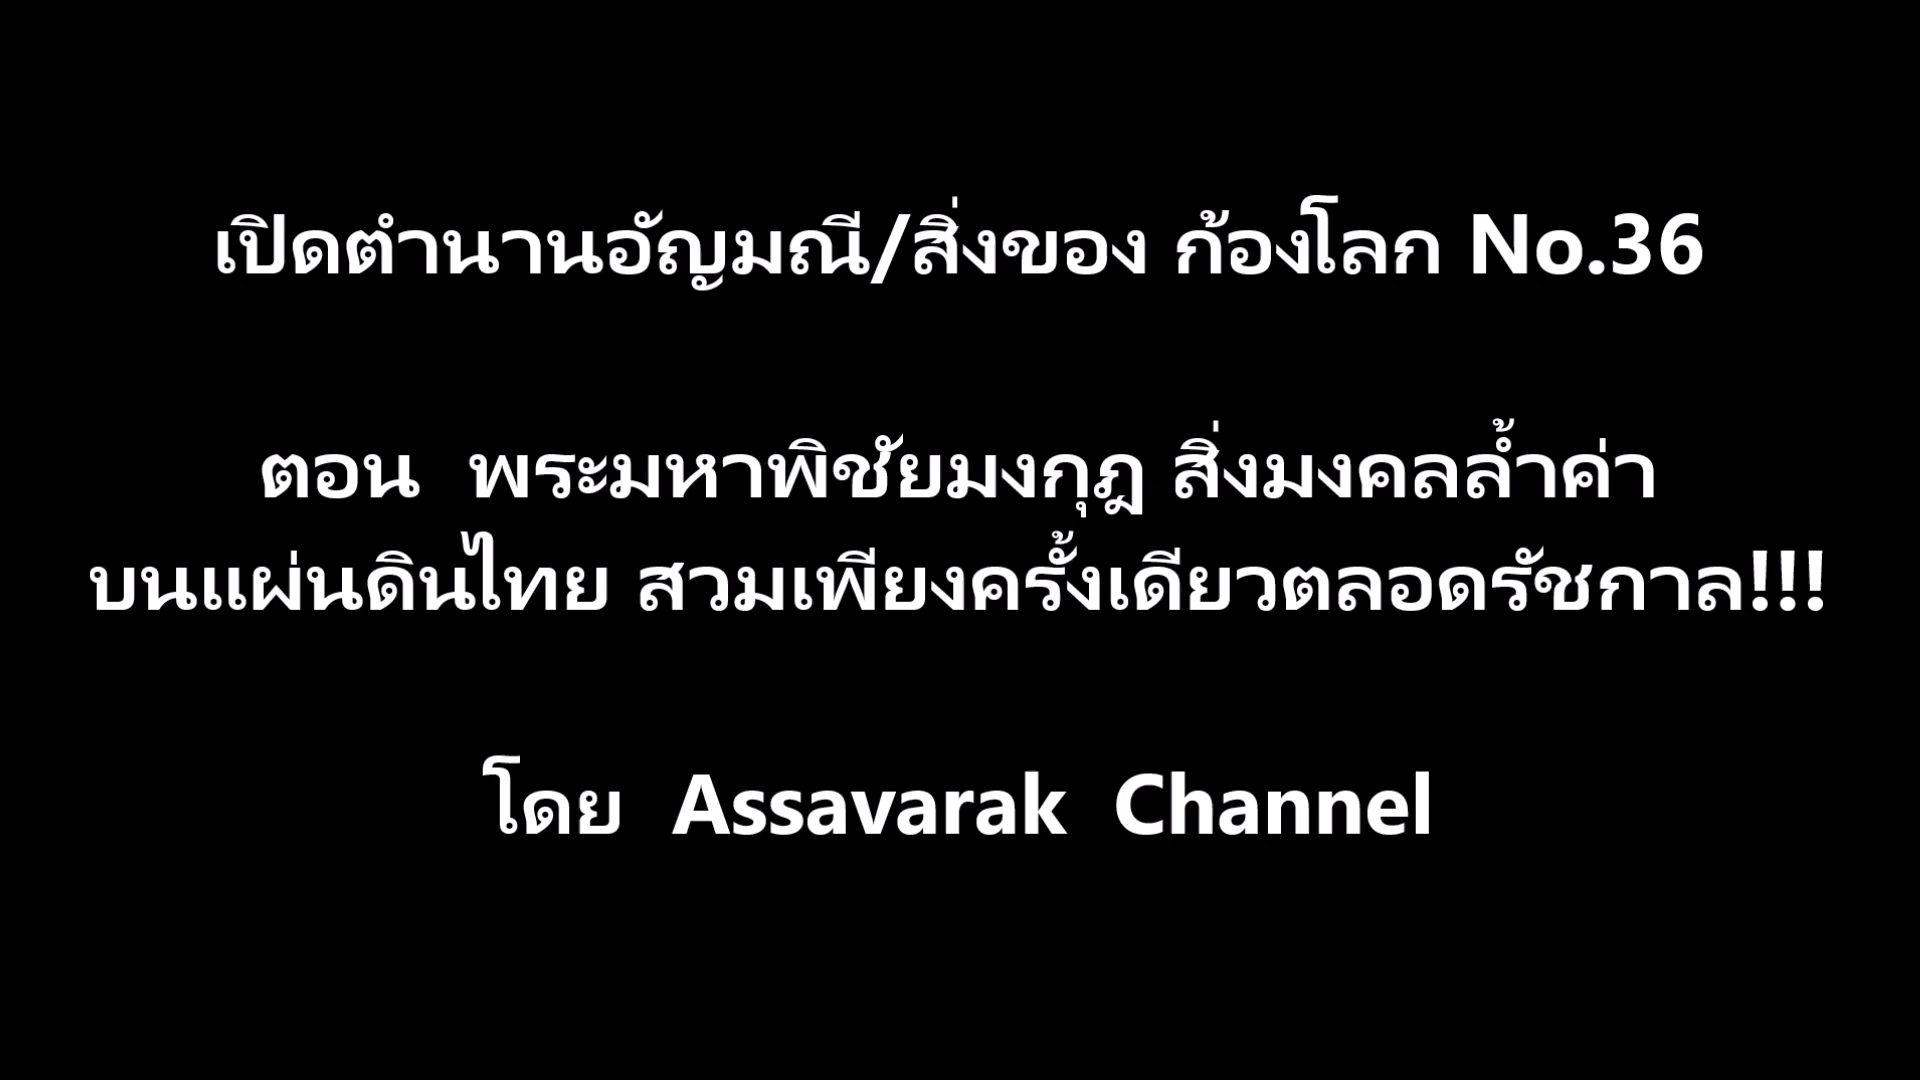 เปิดตำนานอัญมณี/สิ่งของ ก้องโลก No.36
ตอน พระมหาพิชัยมงกุฎ สิ่งมงคลล้ำค่า
บนแผ่นดินไทย สวมเพียงครั้งเดียวตลอดรัชกาล!!!
โดย Assavarak Channel